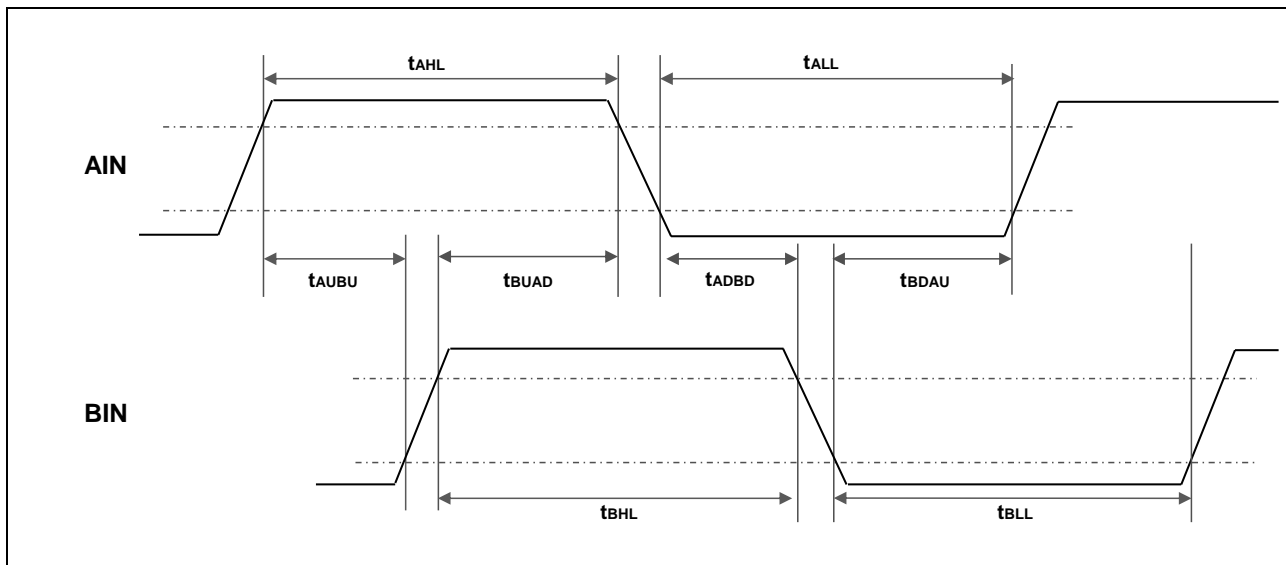 tAHL
tALL
AIN
tAUBU
tBUAD
tADBD
tBDAU
BIN
tBHL
tBLL